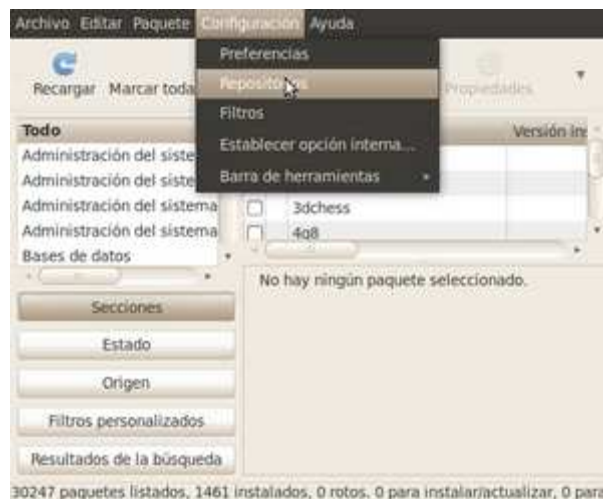 Archivo Editar Paquete Configuración Ayuda
Preferencias
Repositorios
Filtros
Establecer opción interna...
Barra de herramientas
Recargar Marcar toda
Propiedades
Todo
Versión ins
Administración del siste
Administración del siste
Administración del sistema
3dchess
Administración del sistema
4q8
Bases de datos
No hay ningún paquete seleccionado.
Secciones
Estado
Origen
Filtros personalizados
Resultados de la búsqueda
30247 paquetes listados, 1461 instalados, 0 rotos. 0 para instalar/actualizar, 0 para